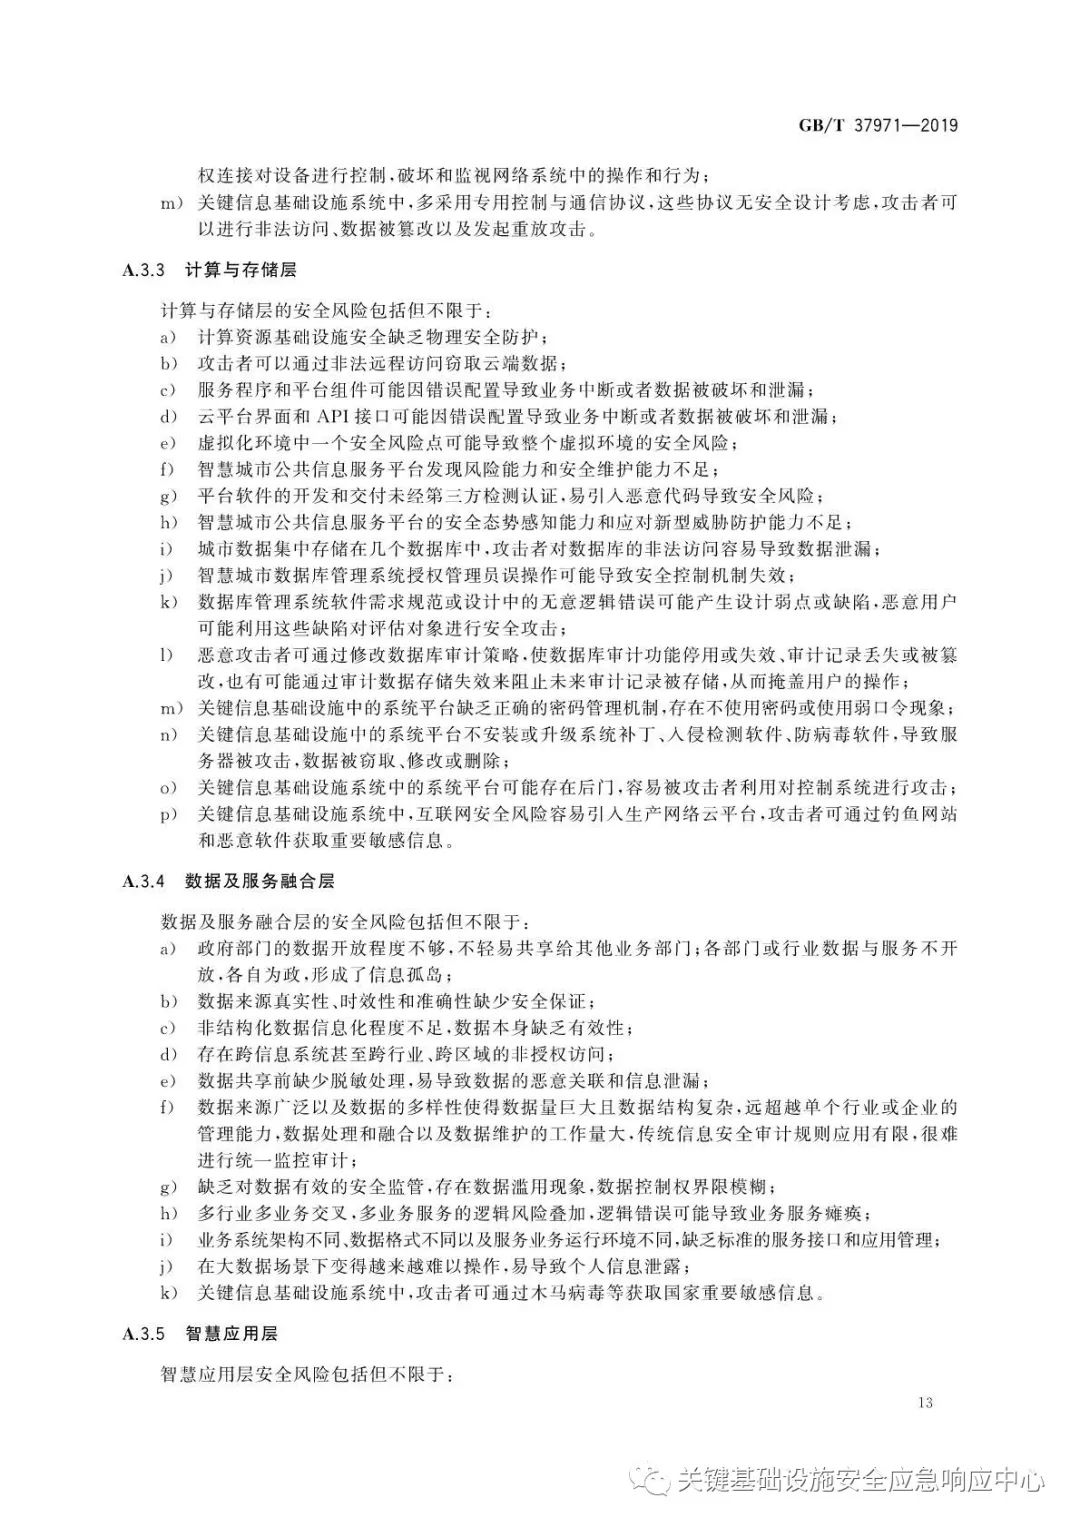 GB/T 37971—2019
权连接对设备进行控制,破坏和监视网络系统中的操作和行为;
m) 关键信息基础设施系统中,多采用专用控制与通信协议,这些协议无安全设计考虑,攻击者可
以进行非法访问、数据被篡改以及发起重放攻击。
A.3.3 计算与存储层
计算与存储层的安全风险包括但不限于:
a) 计算资源基础设施安全缺乏物理安全防护;
b) 攻击者可以通过非法远程访问窃取云端数据;
c) 服务程序和平台组件可能因错误配置导致业务中断或者数据被破坏和泄漏;
d) 云平台界面和 API 接口可能因错误配置导致业务中断或者数据被破坏和泄漏;
e) 虚拟化环境中一个安全风险点可能导致整个虚拟环境的安全风险;
f) 智慧城市公共信息服务平台发现风险能力和安全维护能力不足;
g) 平台软件的开发和交付未经第三方检测认证,易引入恶意代码导致安全风险;
h) 智慧城市公共信息服务平台的安全态势感知能力和应对新型威胁防护能力不足;
i) 城市数据集中存储在几个数据库中,攻击者对数据库的非法访问容易导致数据泄漏;
j) 智慧城市数据库管理系统授权管理员误操作可能导致安全控制机制失效;
k) 数据库管理系统软件需求规范或设计中的无意逻辑错误可能产生设计弱点或缺陷,恶意用户
可能利用这些缺陷对评估对象进行安全攻击;
l) 恶意攻击者可通过修改数据库审计策略,使数据库审计功能停用或失效、审计记录丢失或被篡
改,也有可能通过审计数据存储失效来阻止未来审计记录被存储,从而掩盖用户的操作;
m) 关键信息基础设施中的系统平台缺乏正确的密码管理机制,存在不使用密码或使用弱口令现象;
n) 关键信息基础设施中的系统平台不安装或升级系统补丁、入侵检测软件、防病毒软件,导致服
务器被攻击,数据被窃取、修改或删除;
o) 关键信息基础设施系统中的系统平台可能存在后门,容易被攻击者利用对控制系统进行攻击;
p) 关键信息基础设施系统中,互联网安全风险容易引入生产网络云平台,攻击者可通过钓鱼网站
和恶意软件获取重要敏感信息。
A.3.4 数据及服务融合层
数据及服务融合层的安全风险包括但不限于:
a) 政府部门的数据开放程度不够,不轻易共享给其他业务部门;各部门或行业数据与服务不开
放,各自为政,形成了信息孤岛;
b) 数据来源真实性、时效性和准确性缺少安全保证;
c) 非结构化数据信息化程度不足,数据本身缺乏有效性;
d) 存在跨信息系统甚至跨行业、跨区域的非授权访问;
e) 数据共享前缺少脱敏处理,易导致数据的恶意关联和信息泄漏;
f) 数据来源广泛以及数据的多样性使得数据量巨大且数据结构复杂,远超越单个行业或企业的
管理能力,数据处理和融合以及数据维护的工作量大,传统信息安全审计规则应用有限,很难
进行统一监控审计;
g) 缺乏对数据有效的安全监管,存在数据滥用现象,数据控制权界限模糊;
h) 多行业多业务交叉,多业务服务的逻辑风险叠加,逻辑错误可能导致业务服务瘫痪;
i) 业务系统架构不同、数据格式不同以及服务业务运行环境不同,缺乏标准的服务接口和应用管理;
j) 在大数据场景下变得越来越难以操作,易导致个人信息泄露;
k) 关键信息基础设施系统中,攻击者可通过木马病毒等获取国家重要敏感信息。
A.3.5 智慧应用层
智慧应用层安全风险包括但不限于:
13
关键基础设施安全应急响应中心